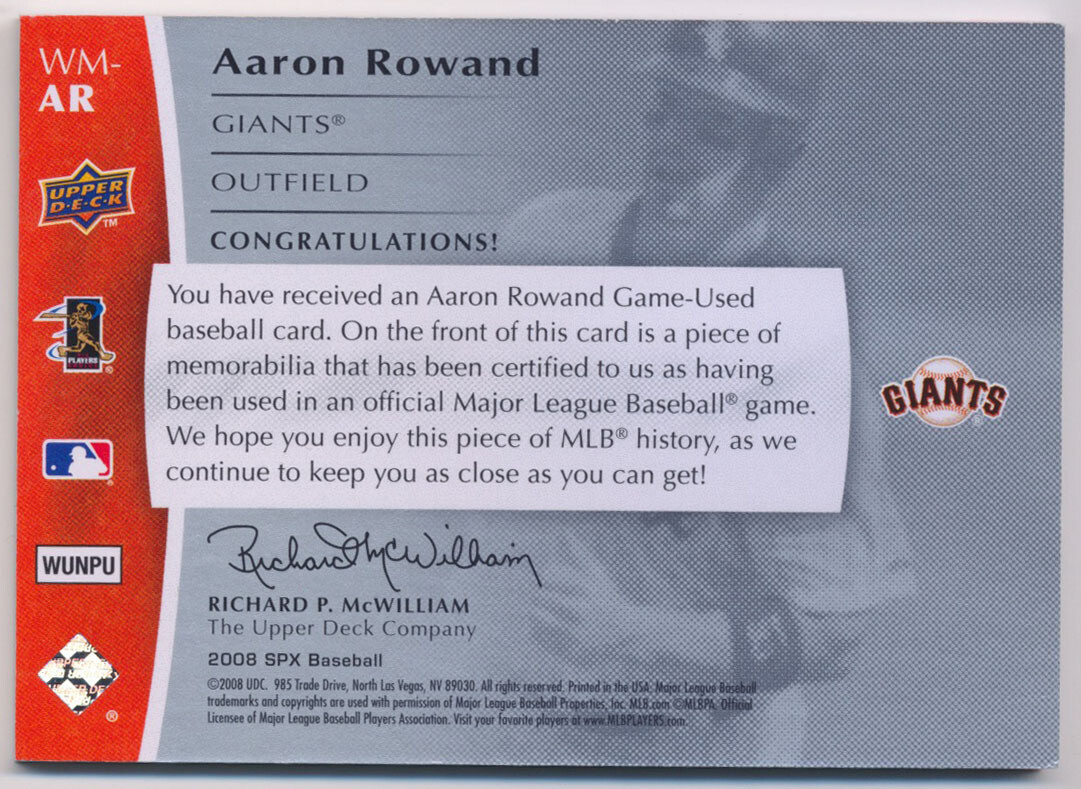 WM-
AR
Aaron Rowand
GIANTS®
OUTFIELD
CONGRATULATIONS!
UPPER
D·E·C·K
TM
You have received an Aaron Rowand Game-Used
baseball card. On the front of this card is a piece of
memorabilia that has been certified to us as having
been used in an official Major League Baseball® game.
We hope you enjoy this piece of MLB® history, as we
continue to keep you as close as you can get!
PLAYERS
®
GIANTS
®
WUNPU
Richard McWilliam
RICHARD P. McWILLIAM
The Upper Deck Company
2008 SPX Baseball
©2008 UDC. 985 Trade Drive, North Las Vegas, NV 89030. All rights reserved. Printed in the USA. Major League Baseball
trademarks and copyrights are used with permission of Major League Baseball Properties, Inc. MLB.com ©MLBPA. Official
Licensee of Major League Baseball Players Association. Visit your favorite players at www.MLBPLAYERS.com
®